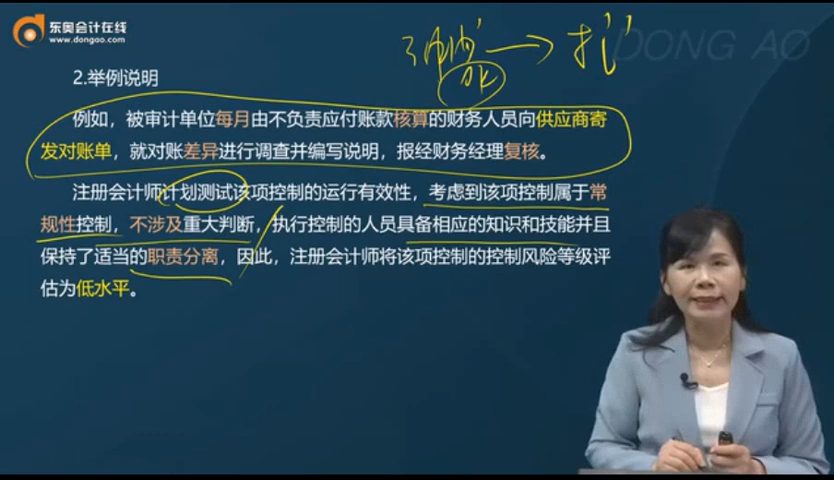 东奥会计在线
www.dongao.com
DONG AO
2.举例说明
例如，被审计单位每月由不负责应付账款核算的财务人员向供应商寄
发对账单，就对账差异进行调查并编写说明，报经财务经理复核。
注册会计师计划测试该项控制的运行有效性，考虑到该项控制属于常
规性控制，不涉及重大判断，执行控制的人员具备相应的知识和技能并且
保持了适当的职责分离，因此，注册会计师将该项控制的控制风险等级评
估为低水平。